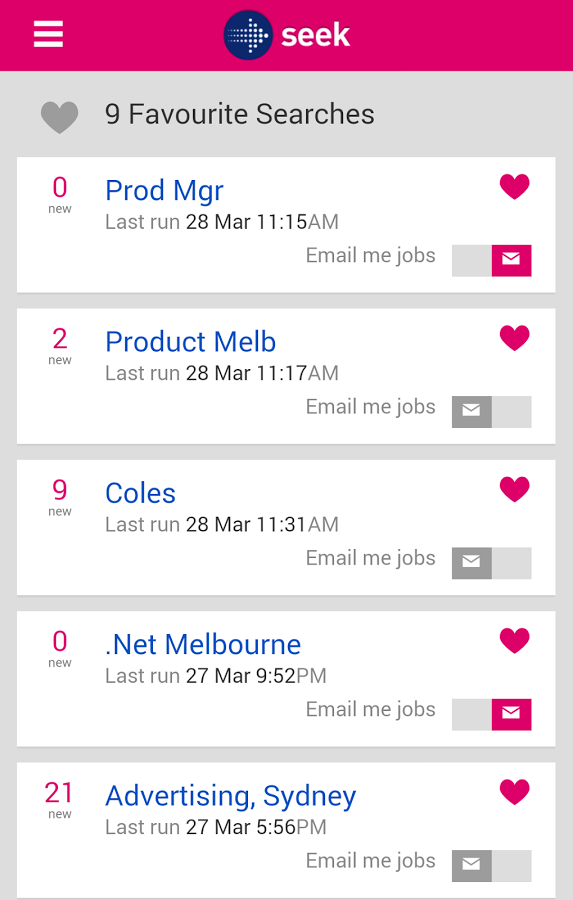 seek
9 Favourite Searches
0
new
Prod Mgr
Last run 28 Mar 11:15AM
Email me jobs
2
new
Product Melb
Last run 28 Mar 11:17AM
Email me jobs
9
new
Coles
Last run 28 Mar 11:31AM
Email me jobs
0
new
.Net Melbourne
Last run 27 Mar 9:52PM
Email me jobs
21
new
Advertising, Sydney
Last run 27 Mar 5:56PM
Email me jobs